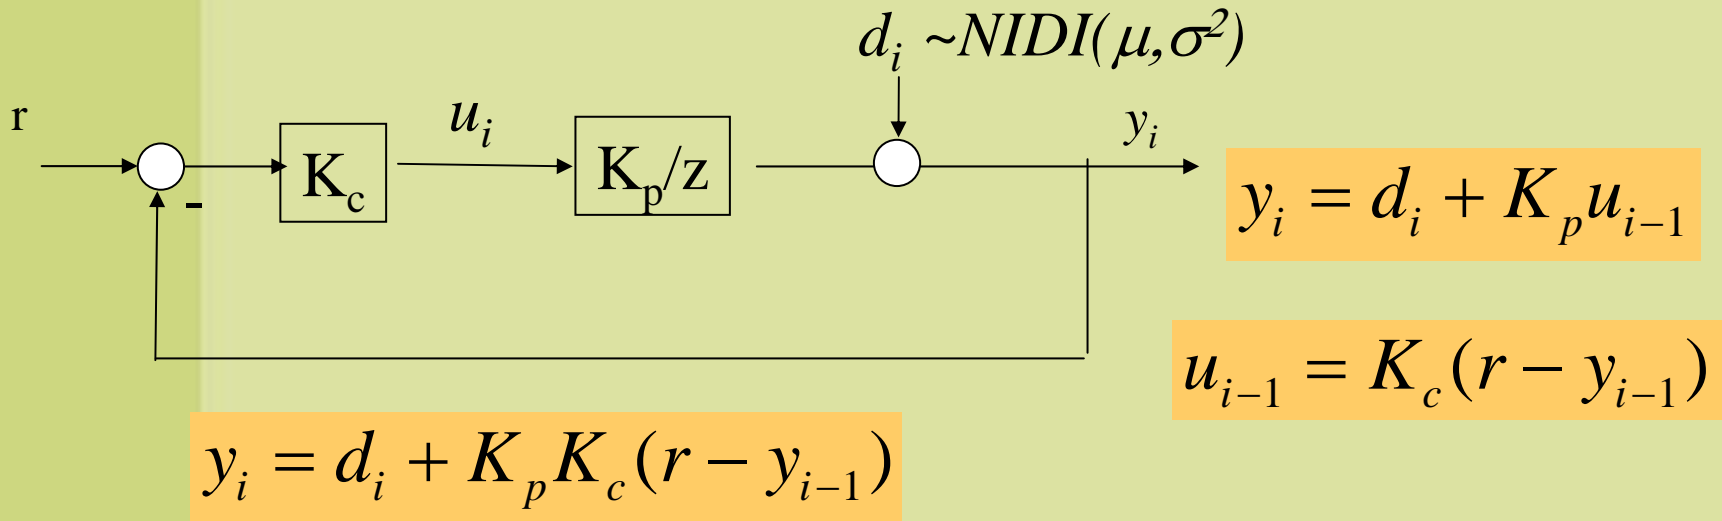 d_i ~NIDI(μ,σ²)
r
u_i
y_i
K_c
K_p/z
-
y_i = d_i + K_p u_{i−1}
u_{i−1} = K_c(r − y_{i−1})
y_i = d_i + K_p K_c(r − y_{i−1})